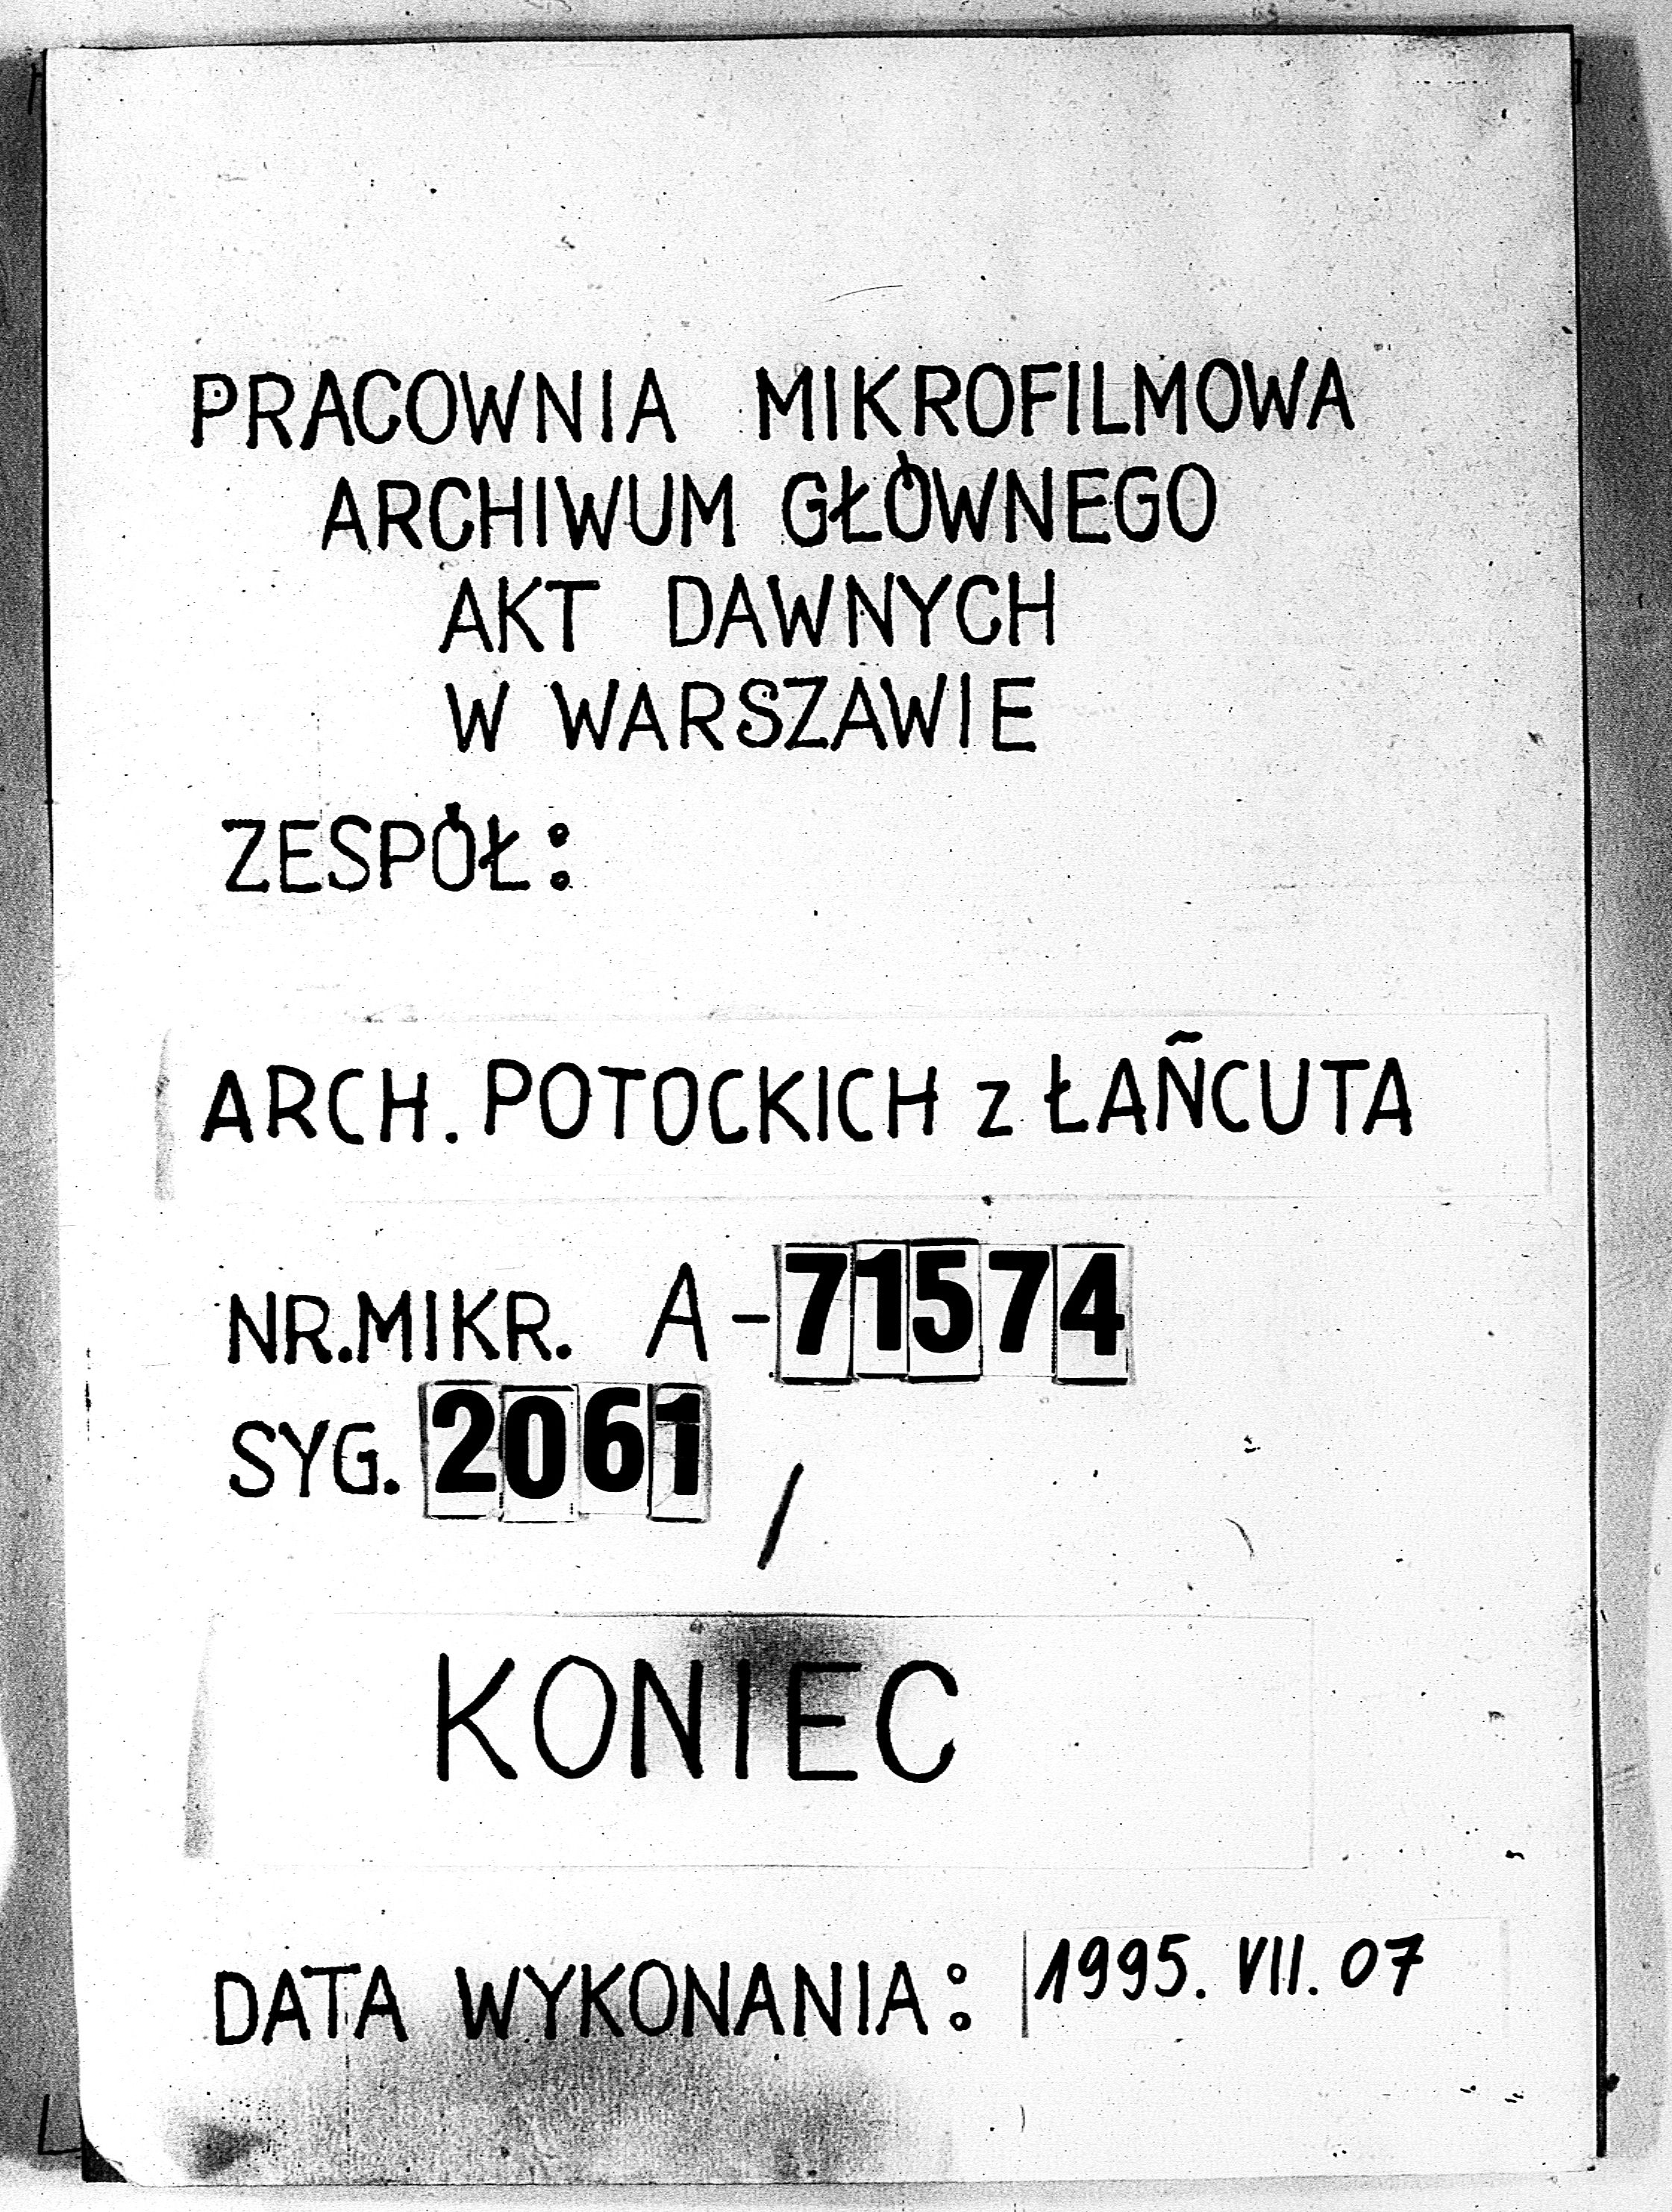 PRACOWNIA MIKROFILMOWA
ARCHIWUM GŁÓWNEGO
AKT DAWNYCH
W WARSZAWIE
ZESPÓŁ:
ARCH. POTOCKICH z ŁAŃCUTA
NR.MIKR. A-71574
SYG. 2061 /
KONIEC
DATA WYKONANIA: 1995. VII. 07